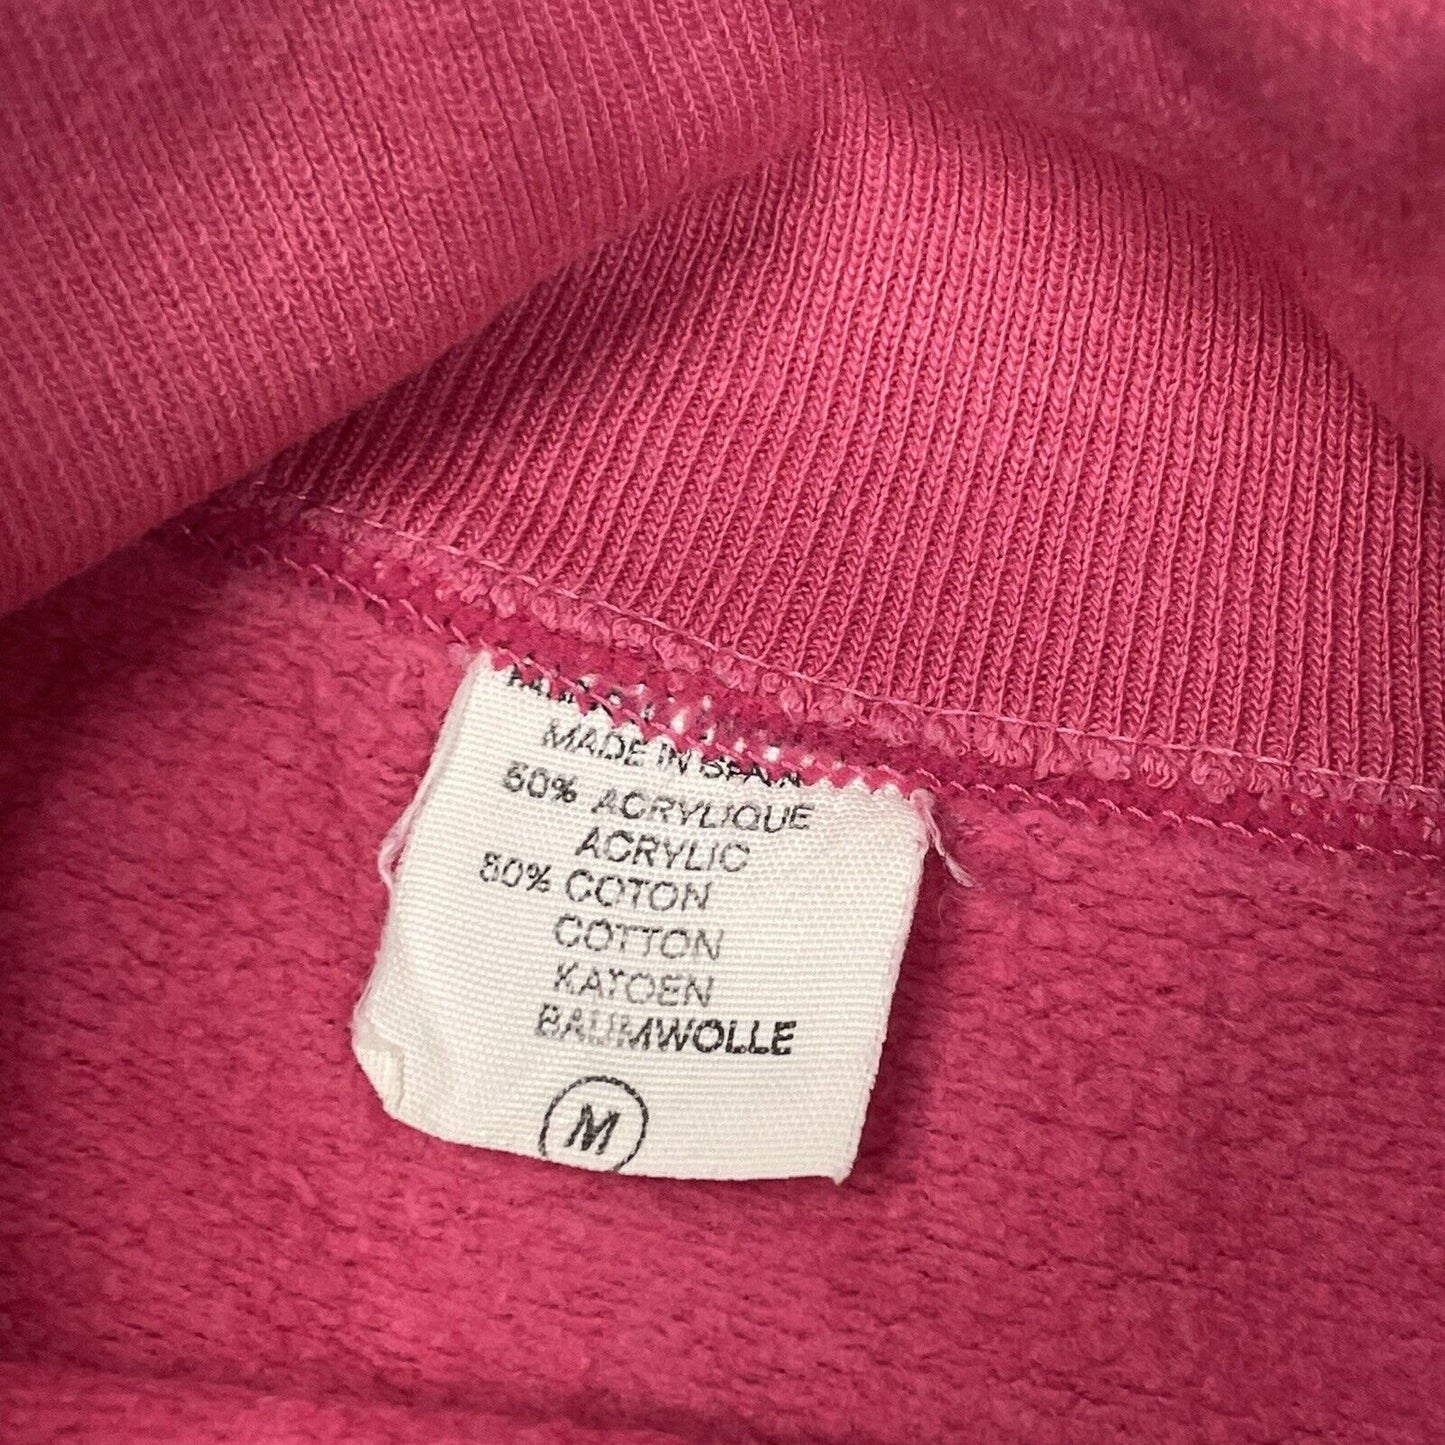 MADE IN SPAIN
50% ACRYLIQUE
ACRYLIC
50% COTON
COTTON
KATOEN
BAUMWOLLE
M